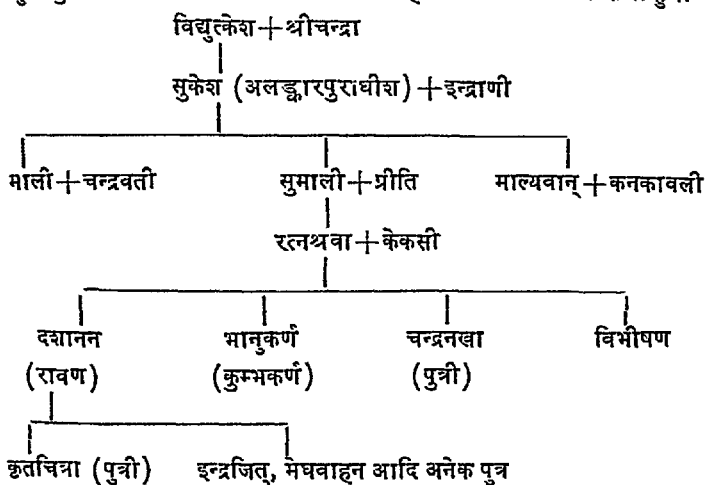 विद्युत्केश+श्रीचन्द्रा
सुकेश (अलङ्कारपुराधीश)+इन्द्राणी
माली+चन्द्रवती सुमाली+प्रीति माल्यवान्+कनकावली
रत्नश्रवा+केकसी
दशानन भानुकर्ण चन्द्रनखा विभीषण
(रावण) (कुम्भकर्ण) (पुत्री)
कृतचित्रा (पुत्री) इन्द्रजित्, मेघवाहन आदि अनेक पुत्र